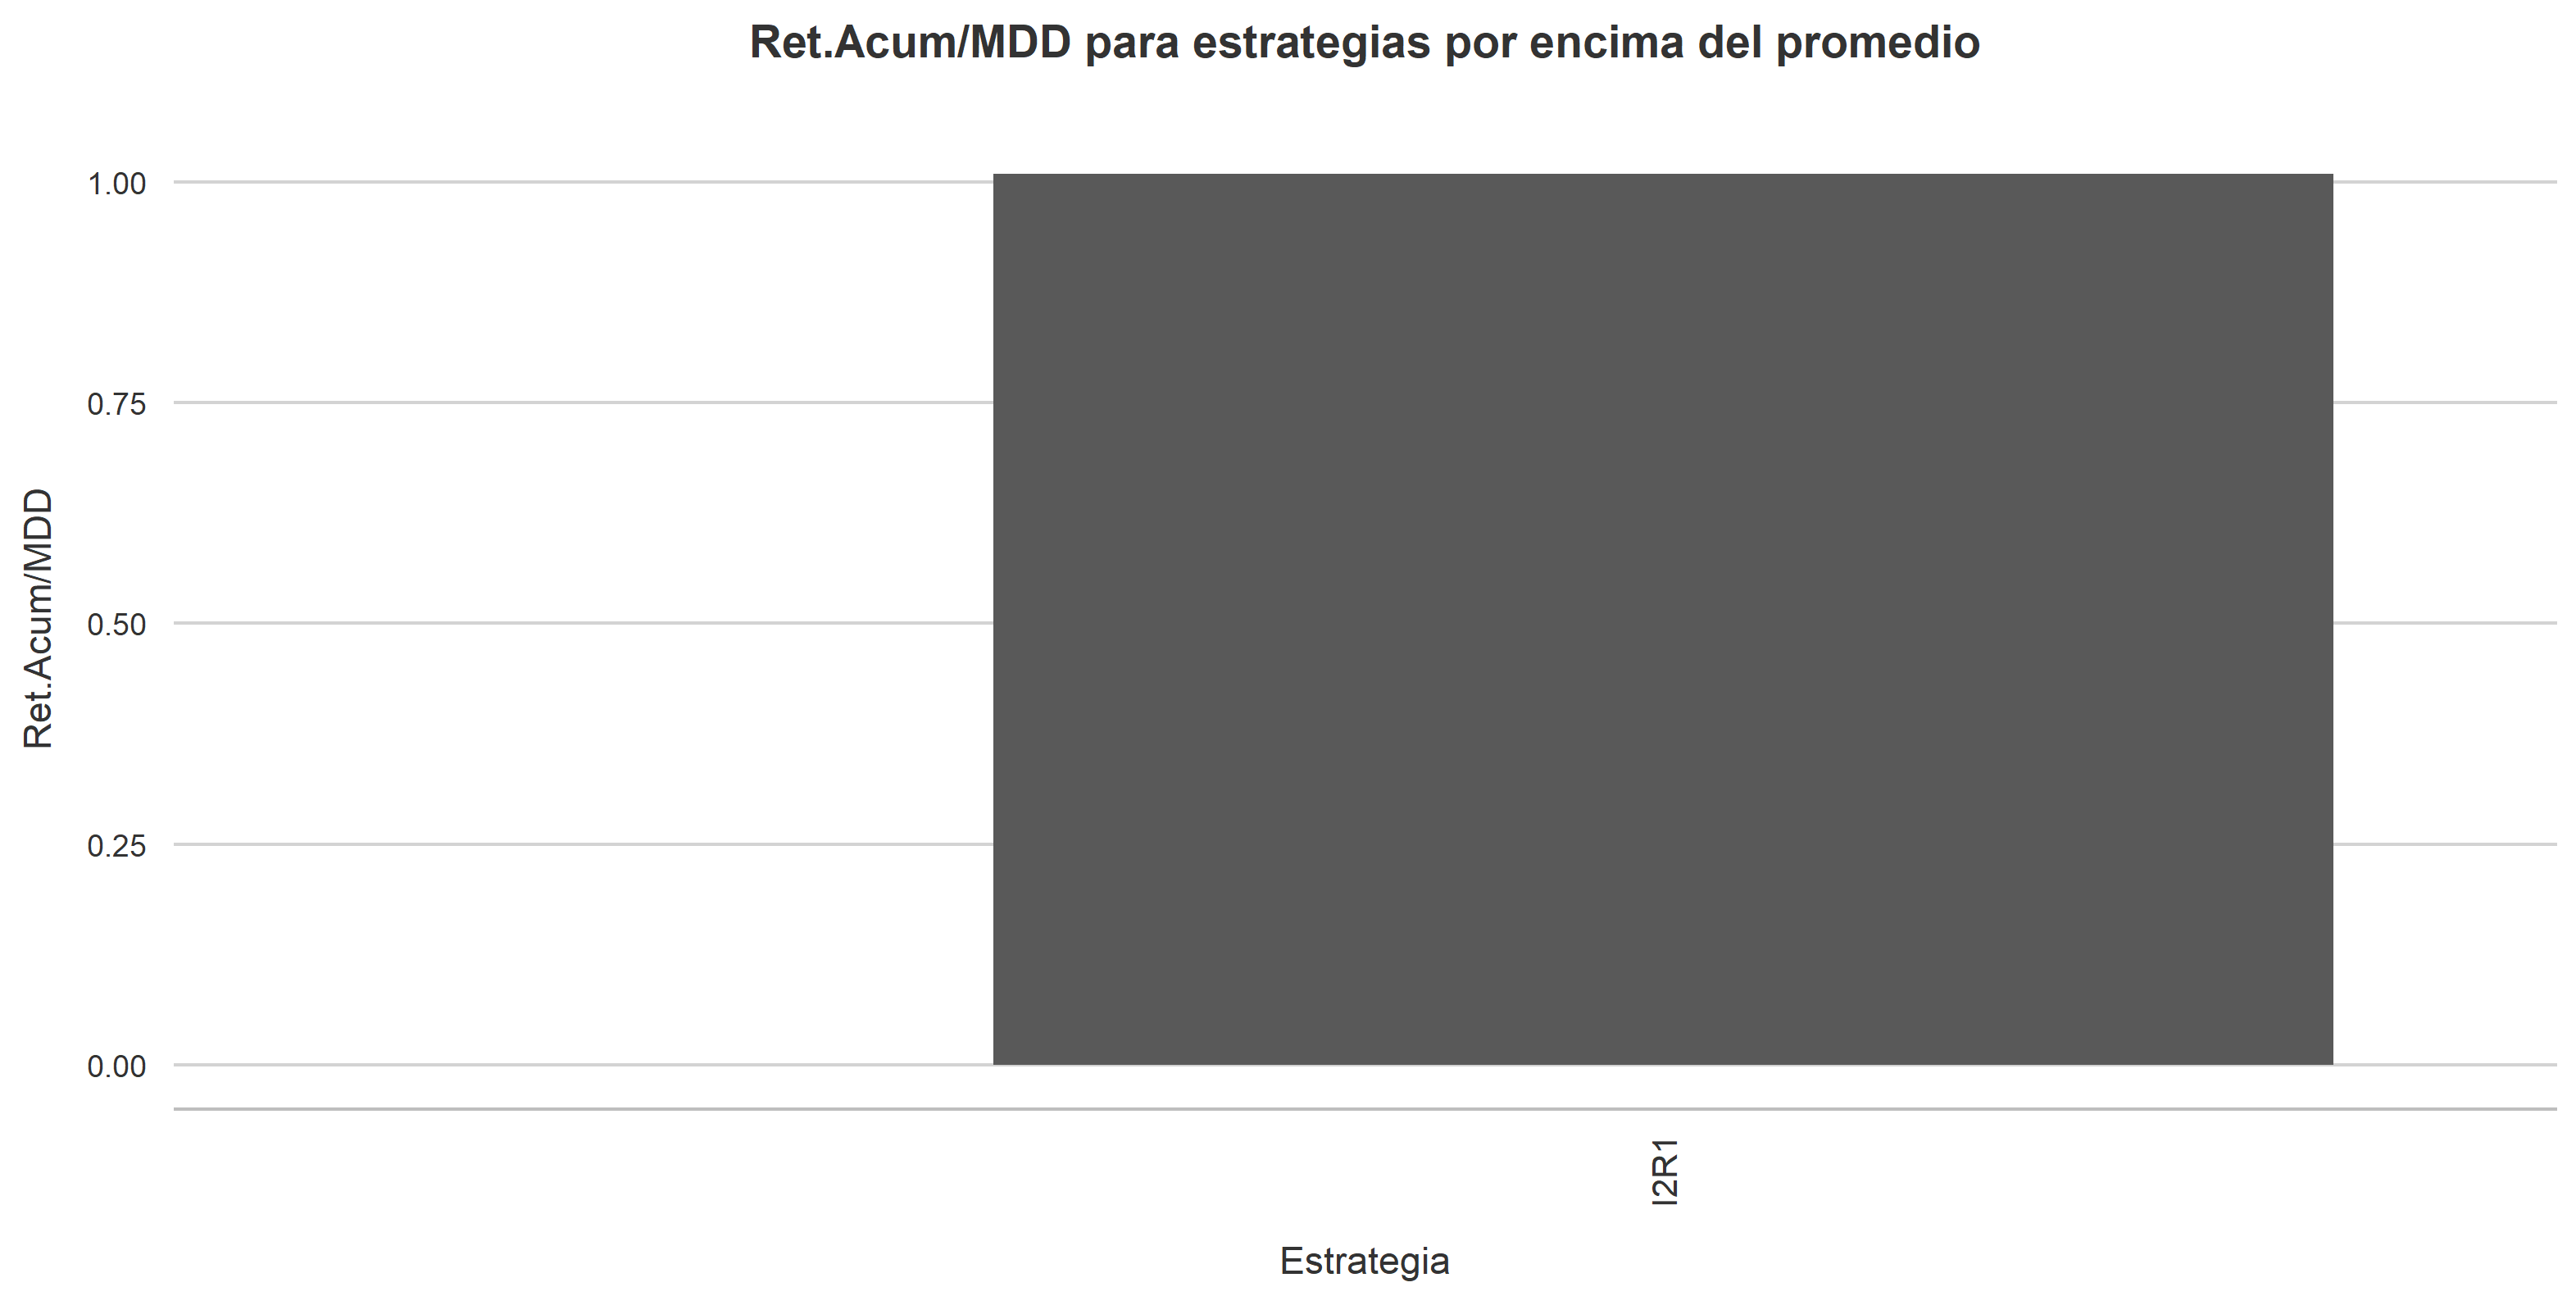 Ret.Acum/MDD para estrategias por encima del promedio
Ret.Acum/MDD
1.00
0.75
0.50
0.25
0.00
I2R1
Estrategia